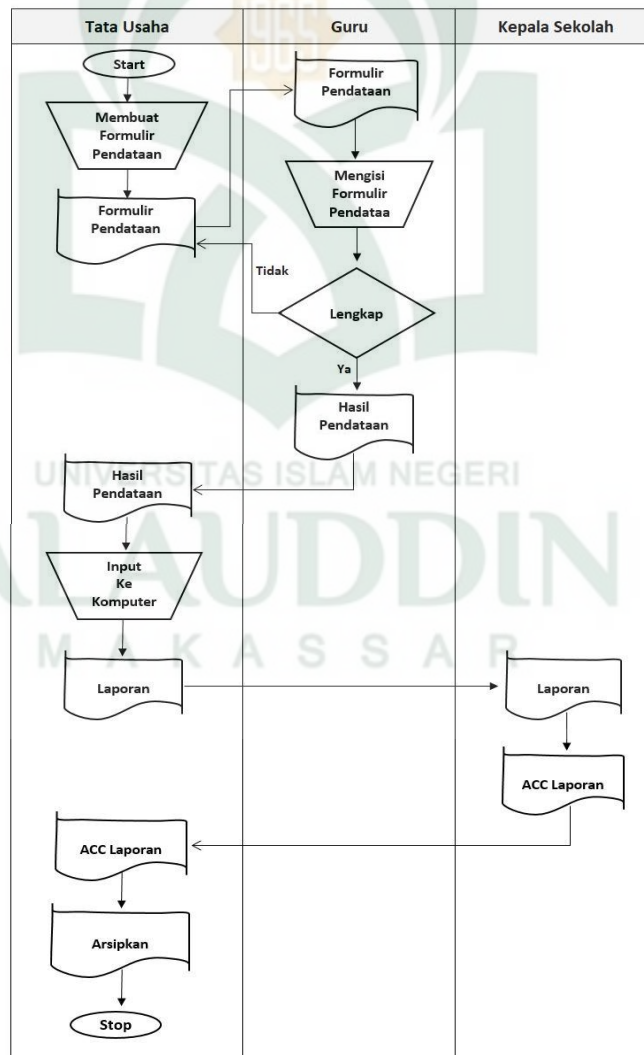 Tata Usaha
Guru
Kepala Sekolah
Start
Membuat
Formulir
Pendataan
Formulir
Pendataan
Formulir
Pendataan
Mengisi
Formulir
Pendataa
Tidak
Lengkap
Ya
Hasil
Pendataan
Hasil
Pendataan
Input
Ke
Komputer
Laporan
Laporan
ACC Laporan
ACC Laporan
Arsipkan
Stop
1965
UNIVERSITAS ISLAM NEGERI
ALAUDDIN
MAKASSAR